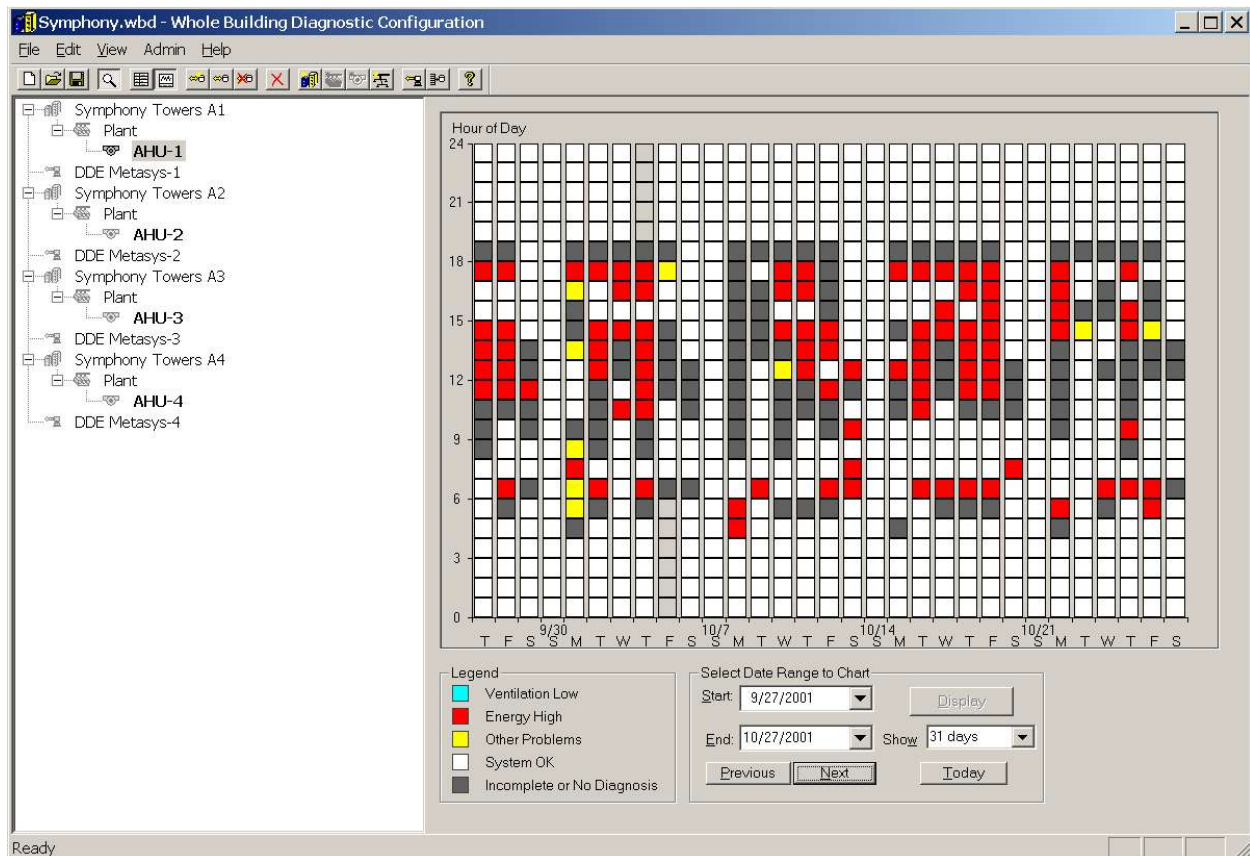 Symphony.wbd - Whole Building Diagnostic Configuration
File Edit View Admin Help
Symphony Towers A1
Plant
AHU-1
DDE Metasys-1
Symphony Towers A2
Plant
AHU-2
DDE Metasys-2
Symphony Towers A3
Plant
AHU-3
DDE Metasys-3
Symphony Towers A4
Plant
AHU-4
DDE Metasys-4
Hour of Day
24
21
18
15
12
9
6
3
0
9/30 10/7 10/14 10/21
T F S S M T W T F S S M T W T F S S M T W T F S S M T W T F S
Legend
Ventilation Low
Energy High
Other Problems
System OK
Incomplete or No Diagnosis
Select Date Range to Chart
Start: 9/27/2001
Display
End: 10/27/2001
Show 31 days
Previous Next Today
Ready